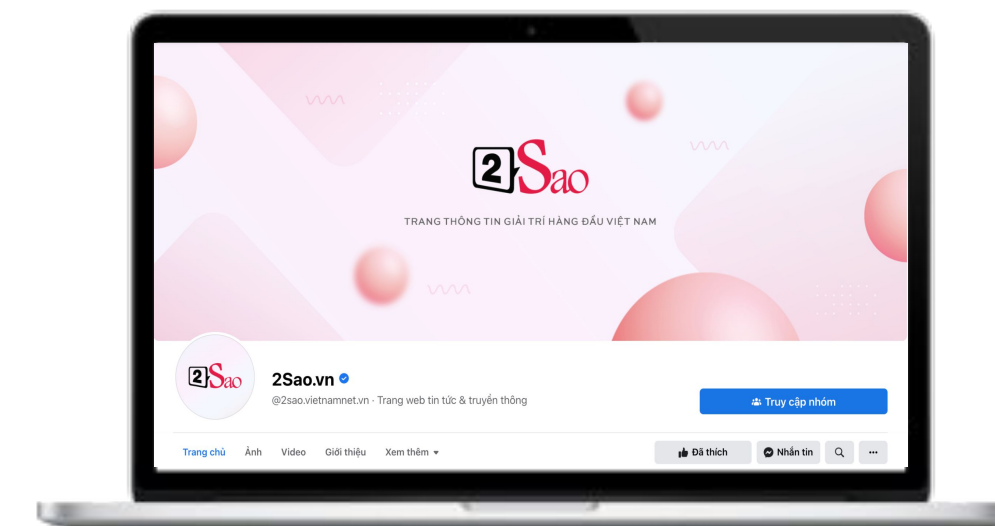 2Sao
TRANG THÔNG TIN GIẢI TRÍ HÀNG ĐẦU VIỆT NAM
2Sao
2Sao.vn
@2sao.vietnamnet.vn · Trang web tin tức & truyền thông
Truy cập nhóm
Trang chủ Ảnh Video Giới thiệu Xem thêm Đã thích Nhắn tin